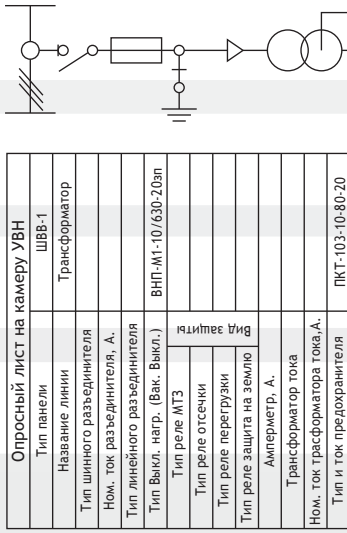 Опросный лист на камеру УВН
Тип панели ШВВ-1
Название линии Трансформатор
Тип шинного разъединителя
Ном. ток разъединителя, А.
Тип линейного разъединителя
Тип Выкл. нагр. (Вак. Выкл.) ВНП-М1-10/630-20зп
Вид защиты
Тип реле МТЗ
Тип реле отсечки
Тип реле перегрузки
Тип реле защита на землю
Амперметр, А.
Трансформатор тока
Ном. ток трасформатора тока,А.
Тип и ток предохранителя ПКТ-103-10-80-20